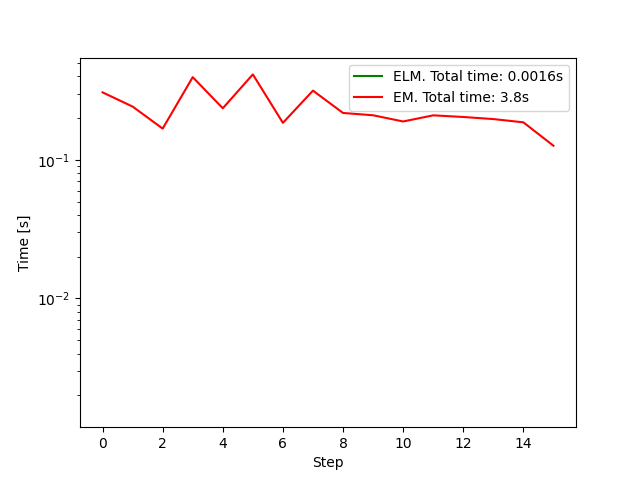 ELM. Total time: 0.0016s
EM. Total time: 3.8s
10⁻¹
10⁻²
Time [s]
0 2 4 6 8 10 12 14
Step